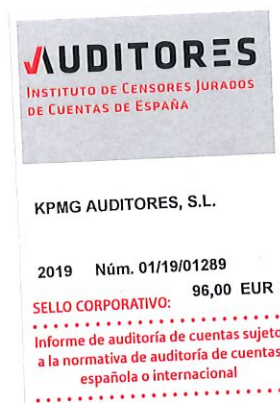 AUDITORES
INSTITUTO DE CENSORES JURADOS
DE CUENTAS DE ESPAÑA
KPMG AUDITORES, S.L.
2019 Núm. 01/19/01289
96,00 EUR
SELLO CORPORATIVO:
Informe de auditoría de cuentas sujeto
a la normativa de auditoría de cuentas
española o internacional